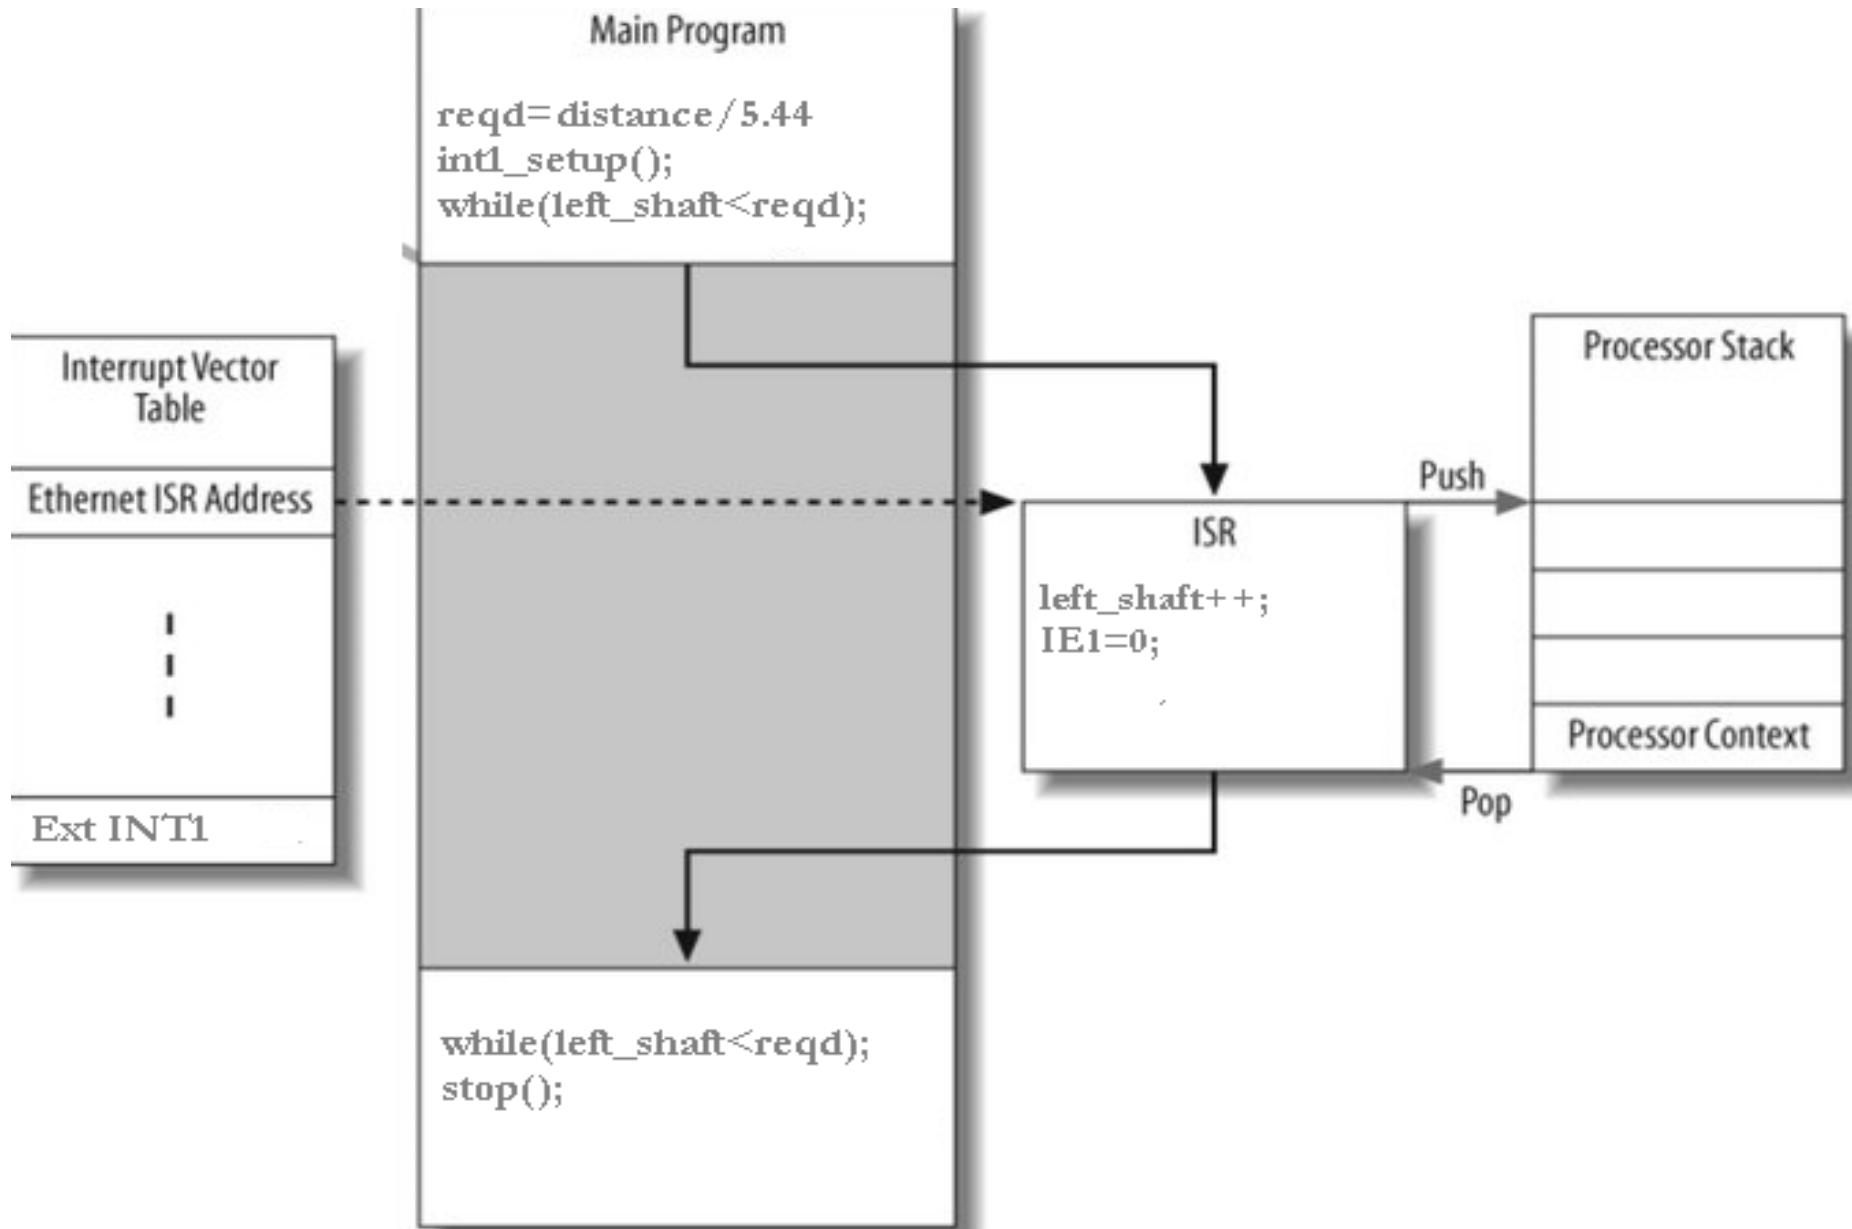 Main Program
reqd=distance/5.44
int1_setup();
while(left_shaft<reqd);
Interrupt Vector
Table
Ethernet ISR Address
Ext INT1
ISR
left_shaft++;
IE1=0;
Push
Pop
Processor Stack
Processor Context
while(left_shaft<reqd);
stop();